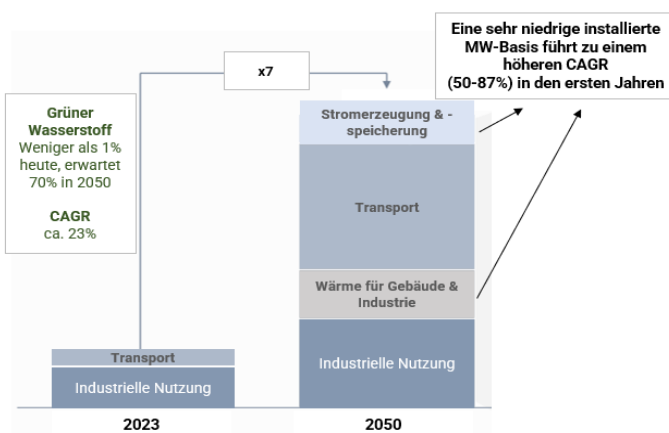 Eine sehr niedrige installierte
MW-Basis führt zu einem
höheren CAGR
(50-87%) in den ersten Jahren
x7
Grüner
Wasserstoff
Weniger als 1%
heute, erwartet
70% in 2050
CAGR
ca. 23%
Stromerzeugung & -
speicherung
Transport
Wärme für Gebäude &
Industrie
Industrielle Nutzung
Transport
Industrielle Nutzung
2023
2050